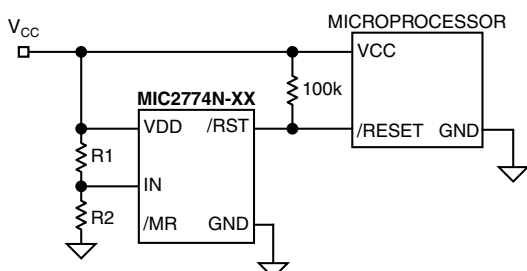 MICROPROCESSOR
VCC
VCC
MIC2774N-XX
100k
VDD
/RST
/RESET
GND
R1
IN
R2
/MR
GND